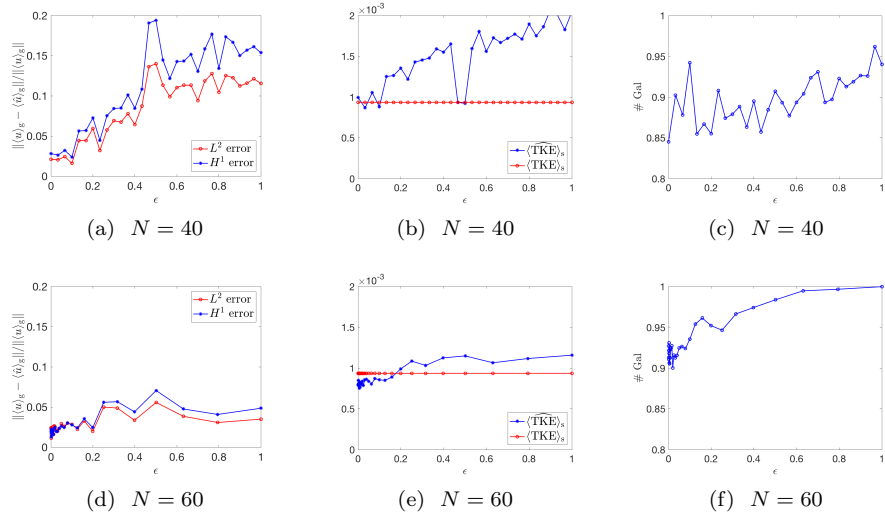 0.2
0.15
0.1
0.05
0
0 0.2 0.4 0.6 0.8 1
ϵ
‖⟨u⟩g − ⟨û⟩g‖/‖⟨u⟩g‖
L² error
H¹ error
(a) N = 40
×10⁻³
2
1.5
1
0.5
0
0 0.2 0.4 0.6 0.8 1
ϵ
⟨T̂KE⟩s
⟨TKE⟩s
(b) N = 40
1
0.95
0.9
0.85
0.8
0 0.2 0.4 0.6 0.8 1
ϵ
# Gal
(c) N = 40
0.2
0.15
0.1
0.05
0
0 0.2 0.4 0.6 0.8 1
ϵ
‖⟨u⟩g − ⟨û⟩g‖/‖⟨u⟩g‖
L² error
H¹ error
(d) N = 60
×10⁻³
2
1.5
1
0.5
0
0 0.2 0.4 0.6 0.8 1
ϵ
⟨T̂KE⟩s
⟨TKE⟩s
(e) N = 60
1
0.95
0.9
0.85
0.8
0 0.2 0.4 0.6 0.8 1
ϵ
# Gal
(f) N = 60